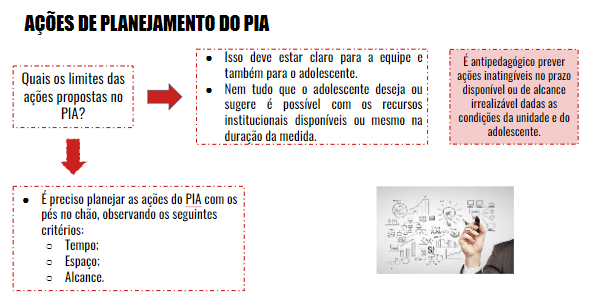 AÇÕES DE PLANEJAMENTO DO PIA
Quais os limites das
ações propostas no
PIA?
● Isso deve estar claro para a equipe e
também para o adolescente.
● Nem tudo que o adolescente deseja ou
sugere é possível com os recursos
institucionais disponíveis ou mesmo na
duração da medida.
É antipedagógico prever
ações inatingíveis no prazo
disponível ou de alcance
irrealizável dadas as
condições da unidade e do
adolescente.
● É preciso planejar as ações do PIA com os
pés no chão, observando os seguintes
critérios:
○ Tempo;
○ Espaço;
○ Alcance.